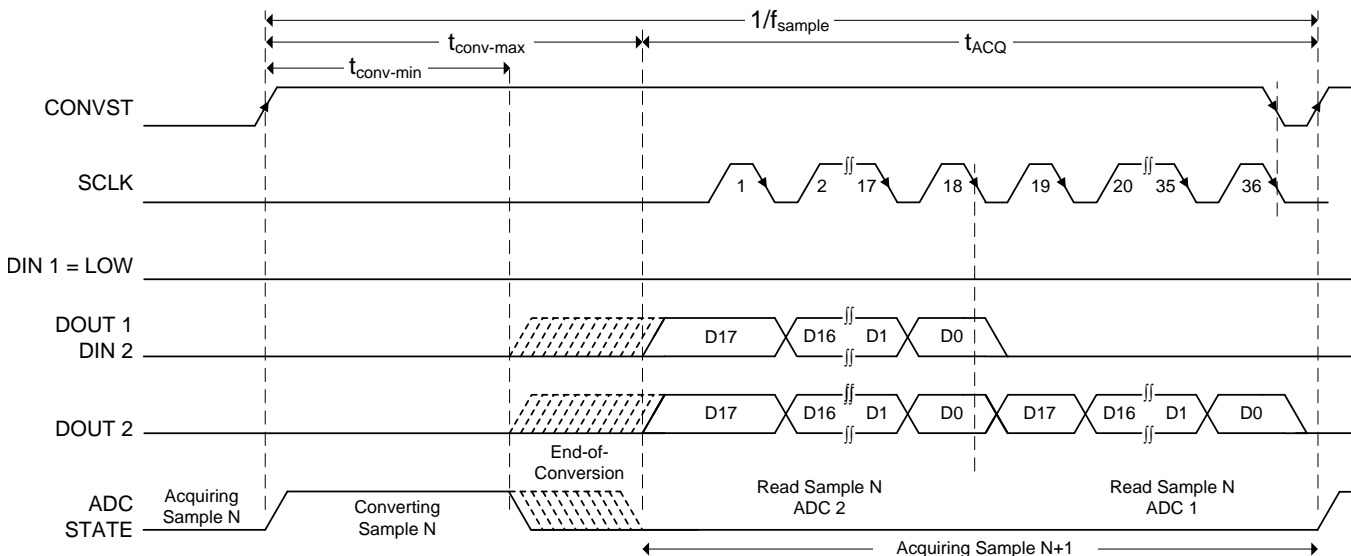 1/fsample
tconv-max
tACQ
tconv-min
CONVST
SCLK
1 2 17 18 19 20 35 36
DIN 1 = LOW
DOUT 1
DIN 2
D17 D16 D1 D0
DOUT 2
D17 D16 D1 D0 D17 D16 D1 D0
End-of-
Conversion
ADC
STATE
Acquiring
Sample N
Converting
Sample N
Read Sample N
ADC 2
Read Sample N
ADC 1
Acquiring Sample N+1